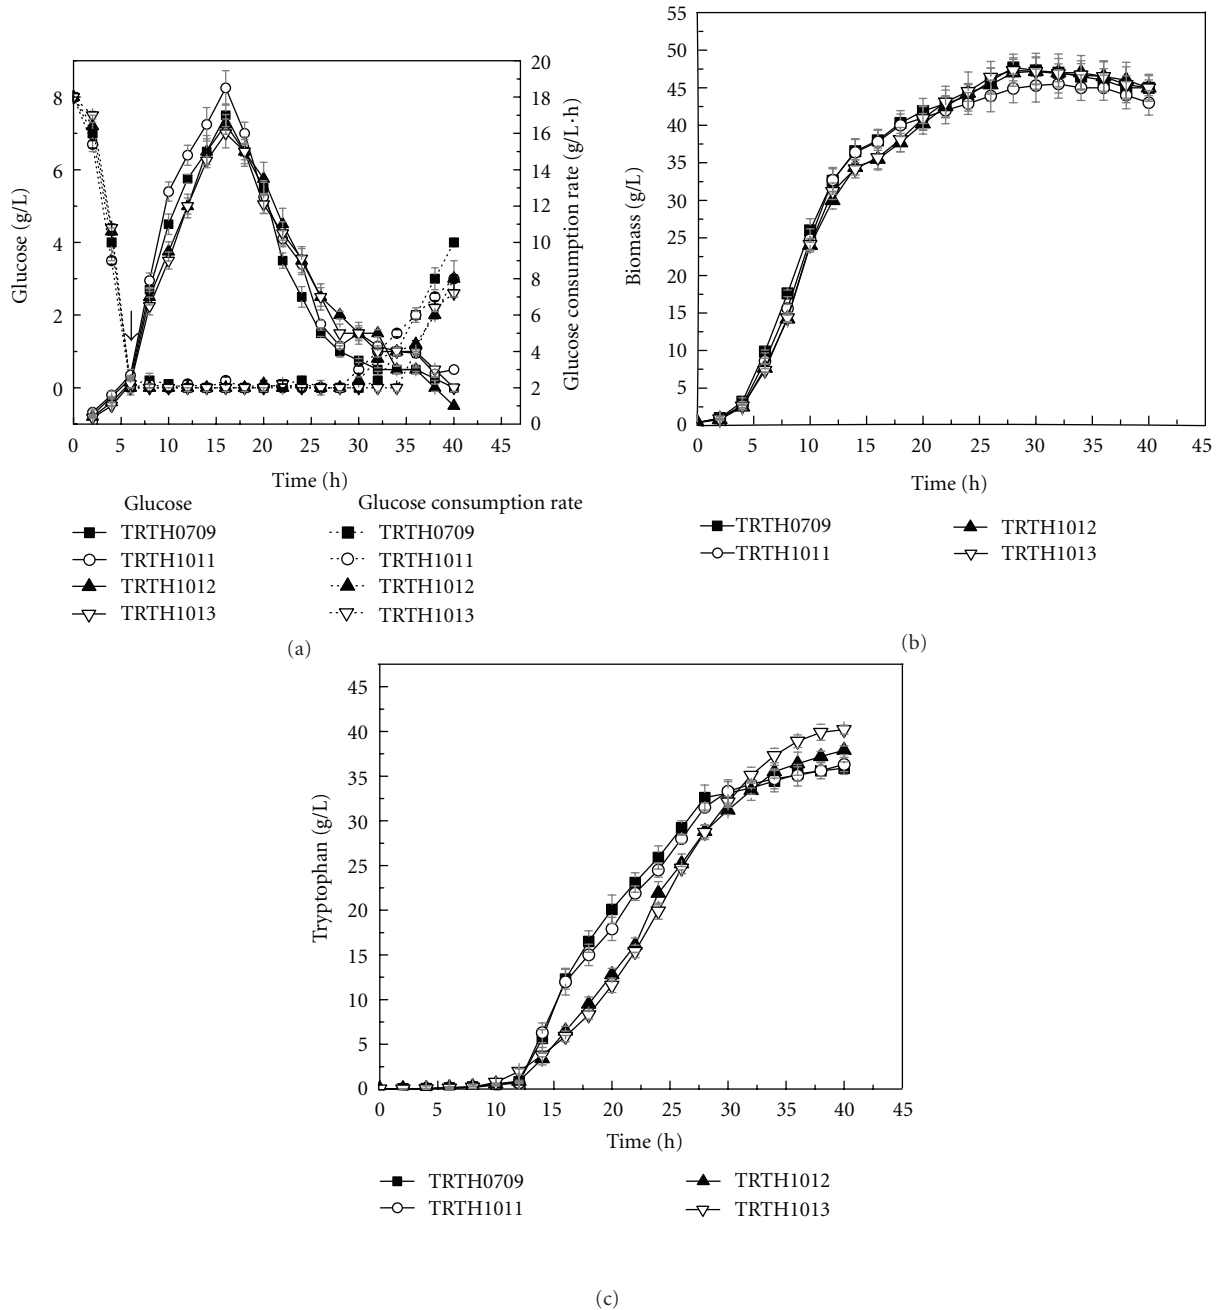 Glucose (g/L)
8
6
4
2
0
20
18
16
14
12
10
8
6
4
2
0
Glucose consumption rate (g/L·h)
0 5 10 15 20 25 30 35 40 45
Time (h)
Glucose
TRTH0709
TRTH1011
TRTH1012
TRTH1013
Glucose consumption rate
TRTH0709
TRTH1011
TRTH1012
TRTH1013
(a)
Biomass (g/L)
55
50
45
40
35
30
25
20
15
10
5
0
0 5 10 15 20 25 30 35 40 45
Time (h)
TRTH0709
TRTH1011
TRTH1012
TRTH1013
(b)
Tryptophan (g/L)
45
40
35
30
25
20
15
10
5
0
0 5 10 15 20 25 30 35 40 45
Time (h)
TRTH0709
TRTH1011
TRTH1012
TRTH1013
(c)